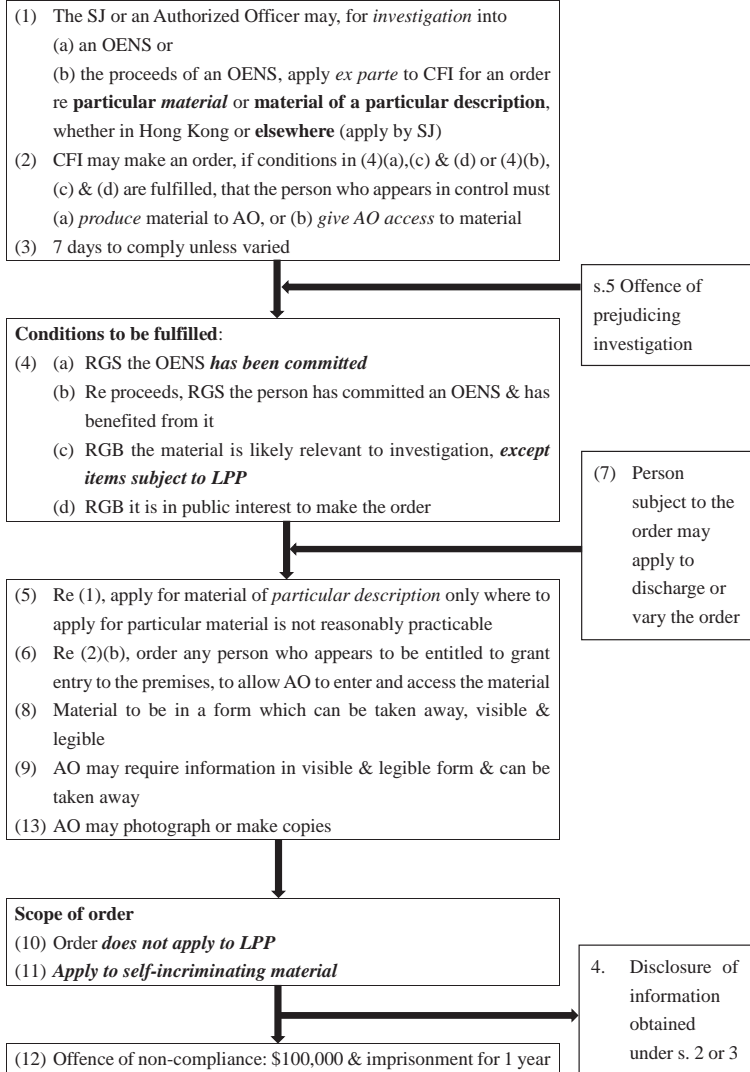 (1) The SJ or an Authorized Officer may, for investigation into
(a) an OENS or
(b) the proceeds of an OENS, apply ex parte to CFI for an order
re particular material or material of a particular description,
whether in Hong Kong or elsewhere (apply by SJ)
(2) CFI may make an order, if conditions in (4)(a),(c) & (d) or (4)(b),
(c) & (d) are fulfilled, that the person who appears in control must
(a) produce material to AO, or (b) give AO access to material
(3) 7 days to comply unless varied
s.5 Offence of
prejudicing
investigation
Conditions to be fulfilled:
(4) (a) RGS the OENS has been committed
(b) Re proceeds, RGS the person has committed an OENS & has
benefited from it
(c) RGB the material is likely relevant to investigation, except
items subject to LPP
(d) RGB it is in public interest to make the order
(7) Person
subject to the
order may
apply to
discharge or
vary the order
(5) Re (1), apply for material of particular description only where to
apply for particular material is not reasonably practicable
(6) Re (2)(b), order any person who appears to be entitled to grant
entry to the premises, to allow AO to enter and access the material
(8) Material to be in a form which can be taken away, visible &
legible
(9) AO may require information in visible & legible form & can be
taken away
(13) AO may photograph or make copies
Scope of order
(10) Order does not apply to LPP
(11) Apply to self-incriminating material
4. Disclosure of
information
obtained
under s. 2 or 3
(12) Offence of non-compliance: $100,000 & imprisonment for 1 year